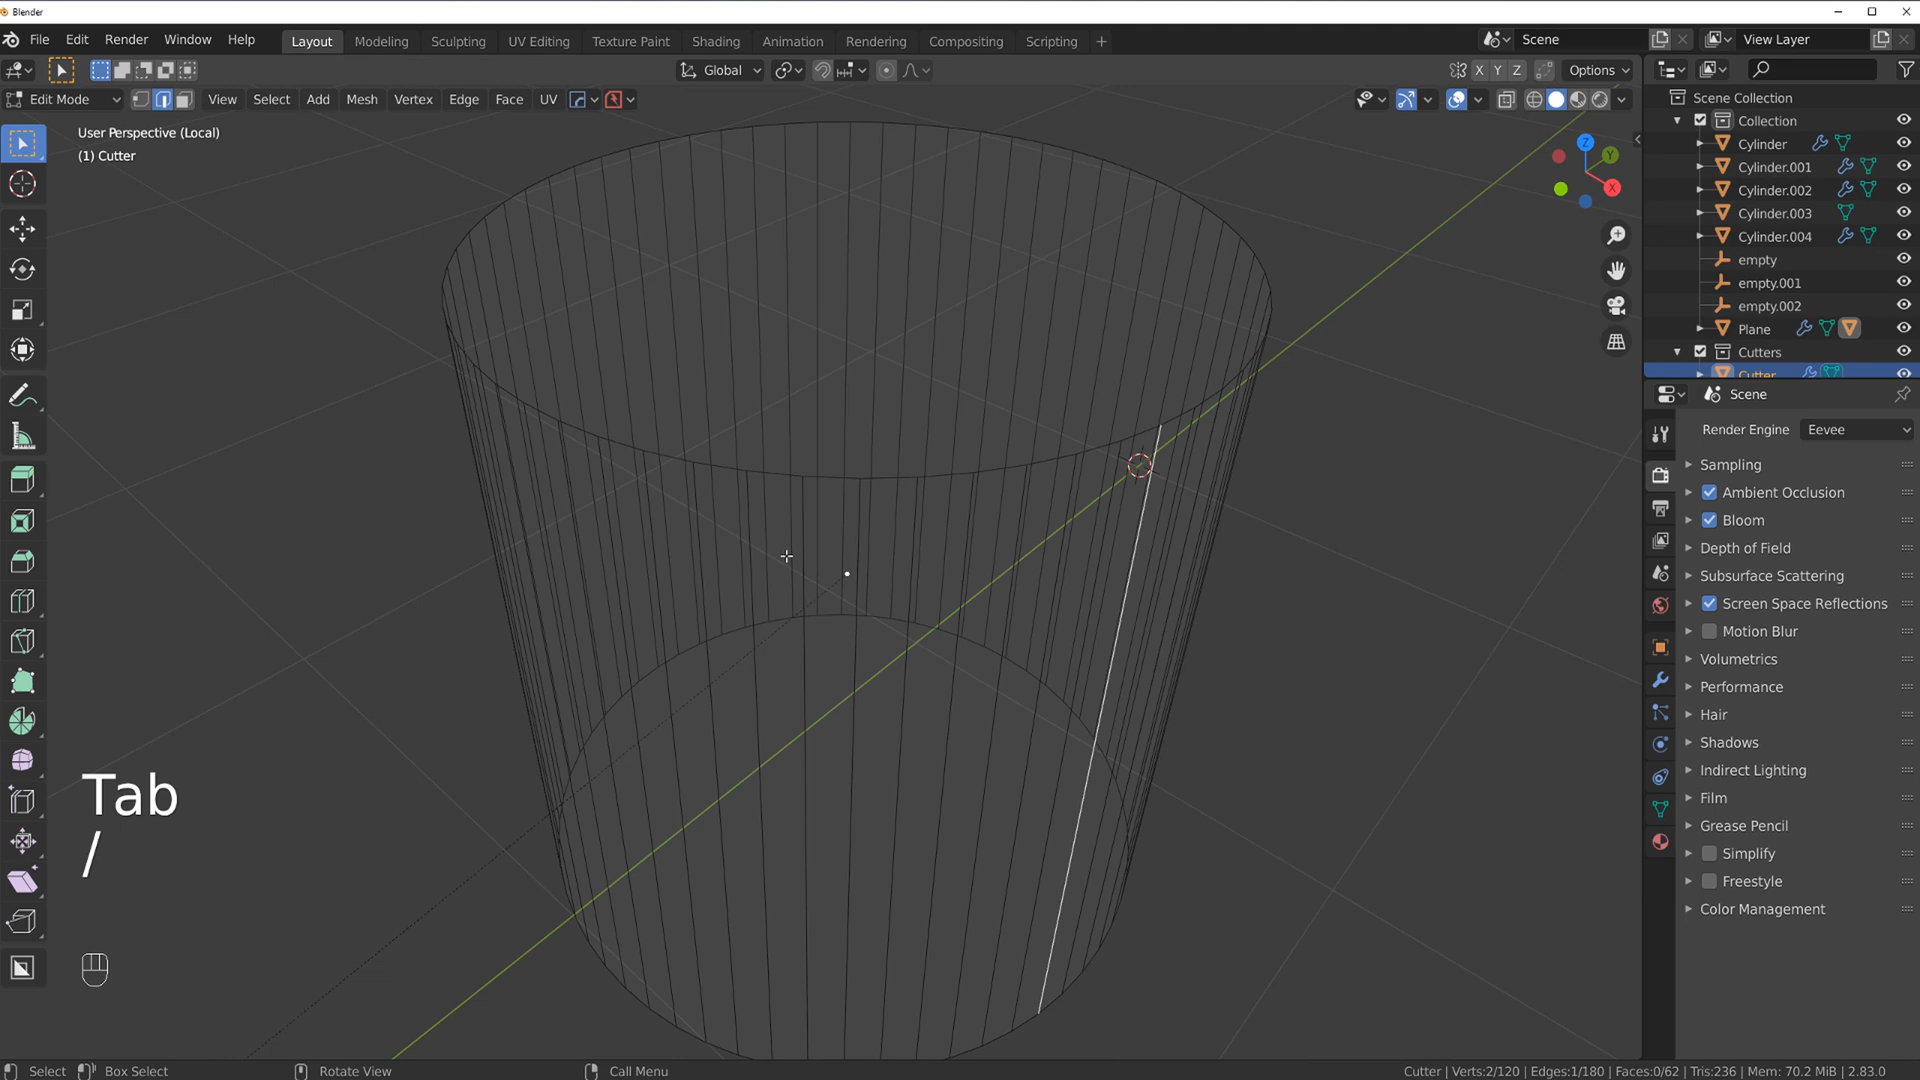 Blender
File Edit Render Window Help
Layout Modeling Sculpting UV Editing Texture Paint Shading Animation Rendering Compositing Scripting +
Scene View Layer
Global X Y Z Options
Edit Mode View Select Add Mesh Vertex Edge Face UV
User Perspective (Local)
(1) Cutter
Z
Y
X
Scene Collection
Collection
Cylinder
Cylinder.001
Cylinder.002
Cylinder.003
Cylinder.004
empty
empty.001
empty.002
Plane
Cutters
Cutter
Scene
Render Engine Eevee
Sampling
Ambient Occlusion
Bloom
Depth of Field
Subsurface Scattering
Screen Space Reflections
Motion Blur
Volumetrics
Performance
Hair
Shadows
Indirect Lighting
Film
Grease Pencil
Simplify
Freestyle
Color Management
Tab
/
Select Box Select Rotate View Call Menu Cutter | Verts:2/120 | Edges:1/180 | Faces:0/62 | Tris:236 | Mem: 70.2 MiB | 2.83.0